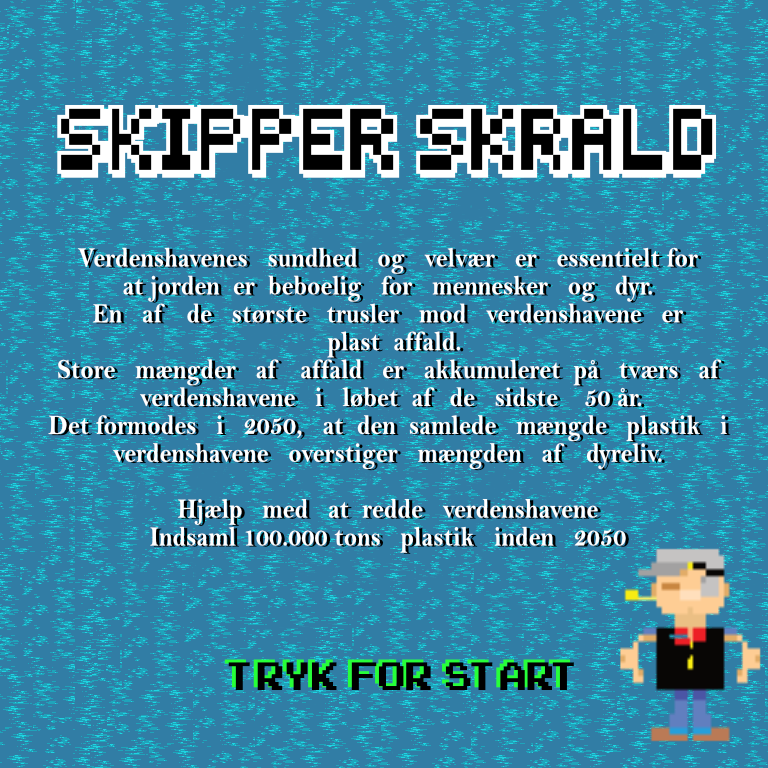 SKIPPER SKRALD
Verdenshavenes sundhed og velvær er essentielt for
at jorden er beboelig for mennesker og dyr.
En af de største trusler mod verdenshavene er
plast affald.
Store mængder af affald er akkumuleret på tværs af
verdenshavene i løbet af de sidste 50 år.
Det formodes i 2050, at den samlede mængde plastik i
verdenshavene overstiger mængden af dyreliv.
Hjælp med at redde verdenshavene
Indsaml 100.000 tons plastik inden 2050
TRYK FOR START